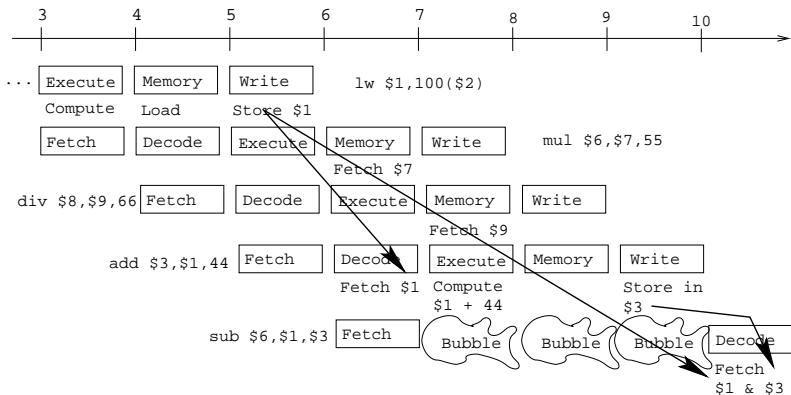 3 4 5 6 7 8 9 10
... Execute Memory Write lw $1,100($2)
Compute Load Store $1
Fetch Decode Execute Memory Write mul $6,$7,55
Fetch $7
div $8,$9,66 Fetch Decode Execute Memory Write
Fetch $9
add $3,$1,44 Fetch Decode Execute Memory Write
Fetch $1 Compute Store in
$1 + 44 $3
sub $6,$1,$3 Fetch Bubble Bubble Bubble Decode
Fetch
$1 & $3